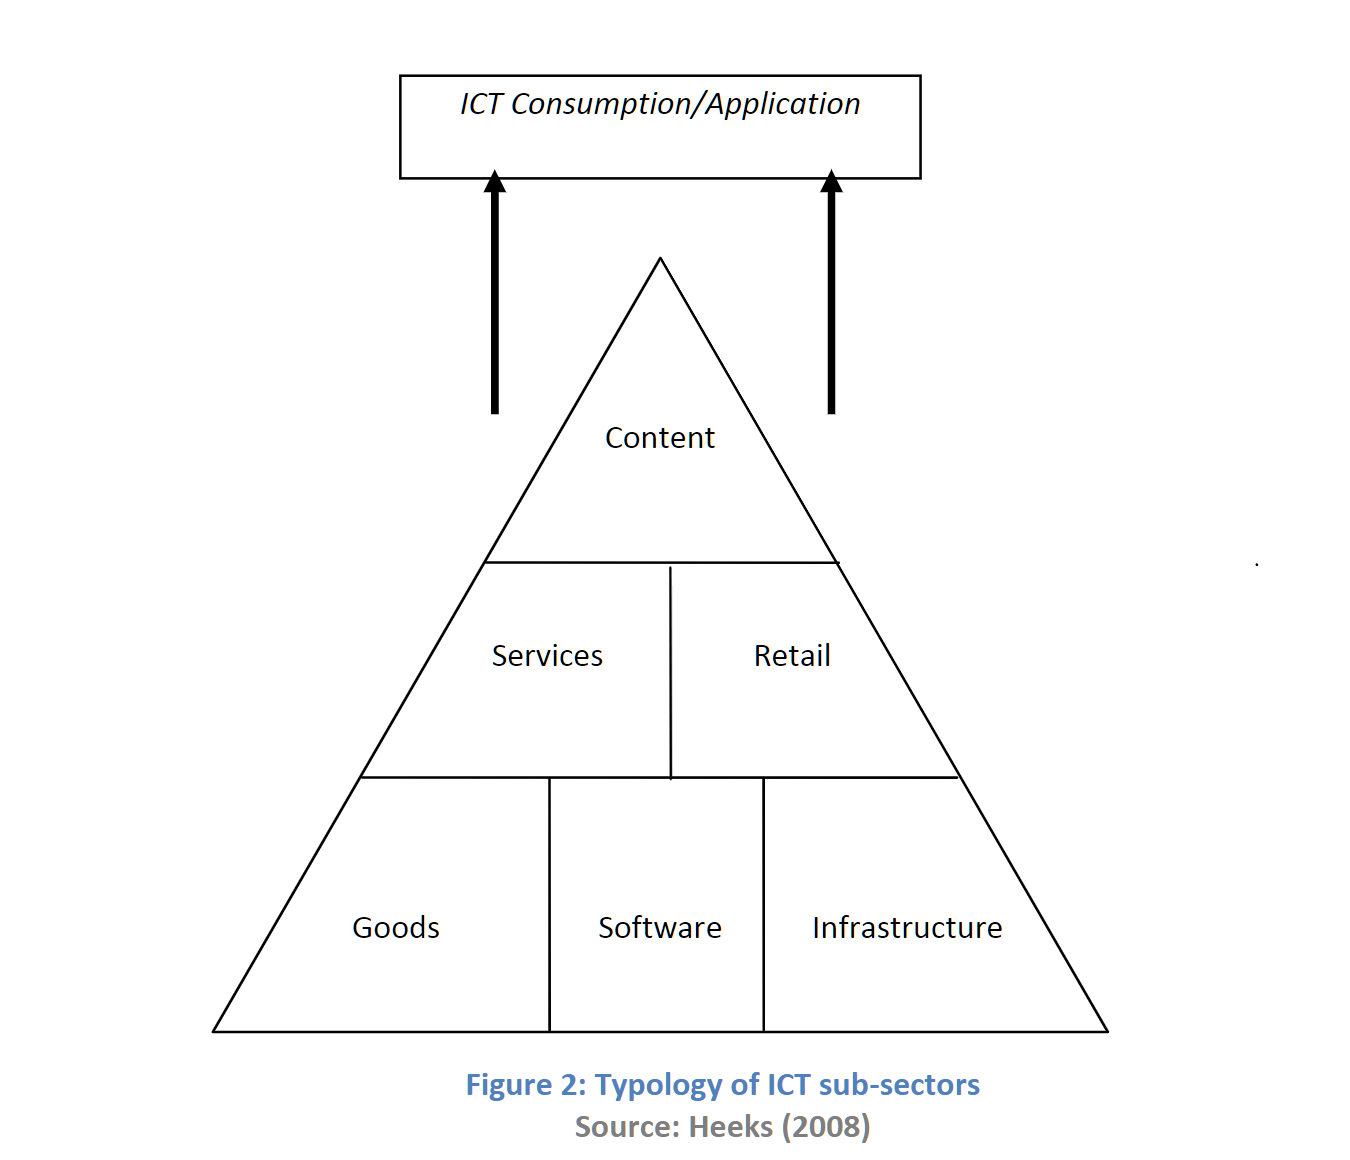 ICT Consumption/Application
Content
Services Retail
Goods Software Infrastructure
Figure 2: Typology of ICT sub-sectors
Source: Heeks (2008)